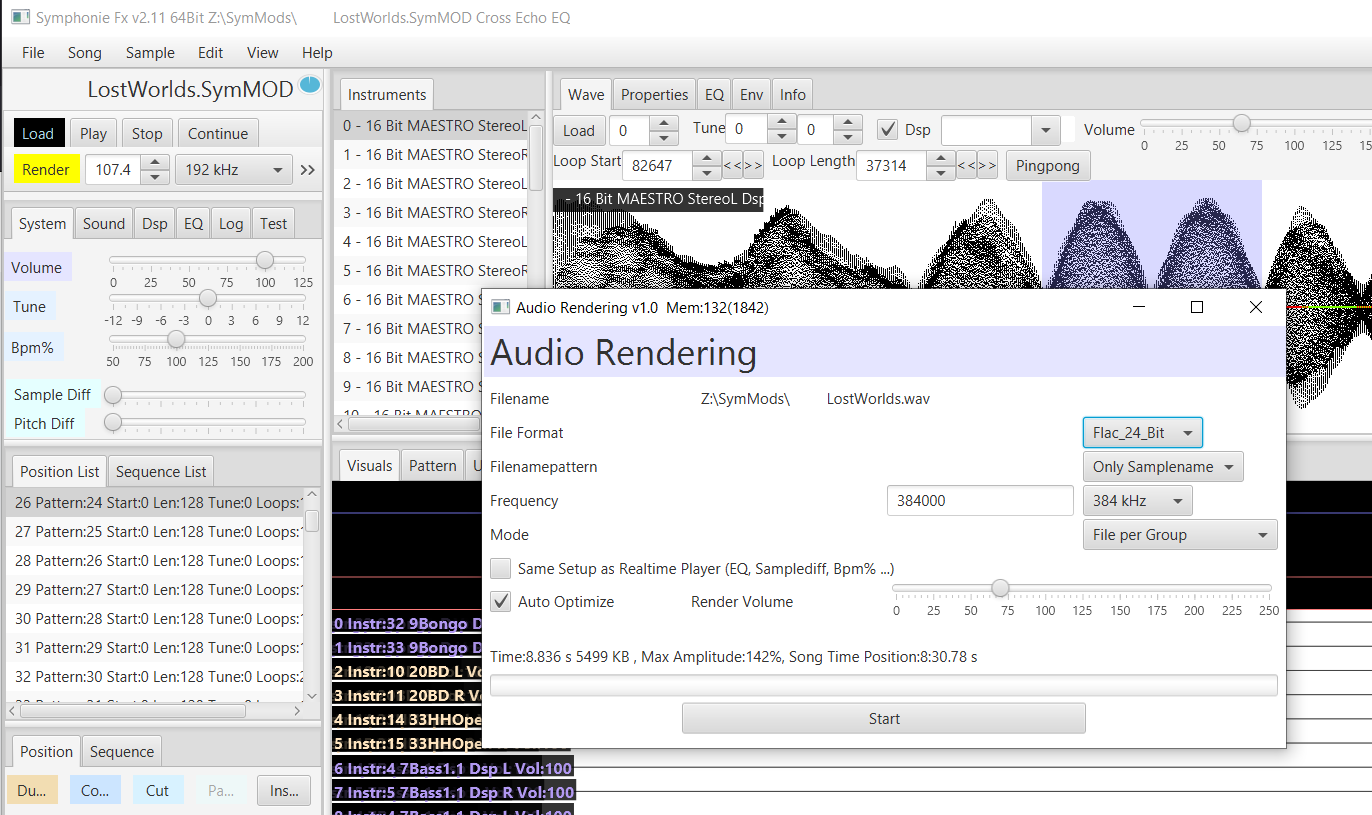 Symphonie Fx v2.11 64Bit Z:\SymMods\ LostWorlds.SymMOD Cross Echo EQ
File Song Sample Edit View Help
LostWorlds.SymMOD
Load Play Stop Continue
Render 107.4 192 kHz >>
System Sound Dsp EQ Log Test
Volume
0 25 50 75 100 125
Tune
-12 -9 -6 -3 0 3 6 9 12
Bpm%
50 75 100 125 150 175 200
Sample Diff
Pitch Diff
Position List Sequence List
26 Pattern:24 Start:0 Len:128 Tune:0 Loops:
27 Pattern:25 Start:0 Len:128 Tune:0 Loops:
28 Pattern:26 Start:0 Len:128 Tune:0 Loops:
29 Pattern:27 Start:0 Len:128 Tune:0 Loops:
30 Pattern:28 Start:0 Len:128 Tune:0 Loops:
31 Pattern:29 Start:0 Len:128 Tune:0 Loops:
32 Pattern:30 Start:0 Len:128 Tune:0 Loops:
Position Sequence
Du... Co... Cut Pa... Ins...
Instruments
0 - 16 Bit MAESTRO StereoL
1 - 16 Bit MAESTRO StereoR
2 - 16 Bit MAESTRO StereoL
3 - 16 Bit MAESTRO StereoR
4 - 16 Bit MAESTRO StereoL
5 - 16 Bit MAESTRO StereoR
6 - 16 Bit MAESTRO
7 - 16 Bit MAESTRO
8 - 16 Bit MAESTRO
9 - 16 Bit MAESTRO
10 - 16 Bit MAESTRO
Wave Properties EQ Env Info
Load 0 Tune 0 0 Dsp Volume
0 25 50 75 100 125
Loop Start 82647 << >> Loop Length 37314 << >> Pingpong
- 16 Bit MAESTRO StereoL Dsp
Visuals Pattern
0 Instr:32 9Bongo D
1 Instr:33 9Bongo D
2 Instr:10 20BD L Vo
3 Instr:11 20BD R V
4 Instr:14 33HHOpe
5 Instr:15 33HHOpe
6 Instr:4 7Bass1.1 Dsp L Vol:100
7 Instr:5 7Bass1.1 Dsp R Vol:100
Audio Rendering v1.0 Mem:132(1842)
Audio Rendering
Filename Z:\SymMods\ LostWorlds.wav
File Format Flac_24_Bit
Filenamepattern Only Samplename
Frequency 384000 384 kHz
Mode File per Group
Same Setup as Realtime Player (EQ, Samplediff, Bpm% ...)
Auto Optimize Render Volume
0 25 50 75 100 125 150 175 200 225 250
Time:8.836 s 5499 KB , Max Amplitude:142%, Song Time Position:8:30.78 s
Start